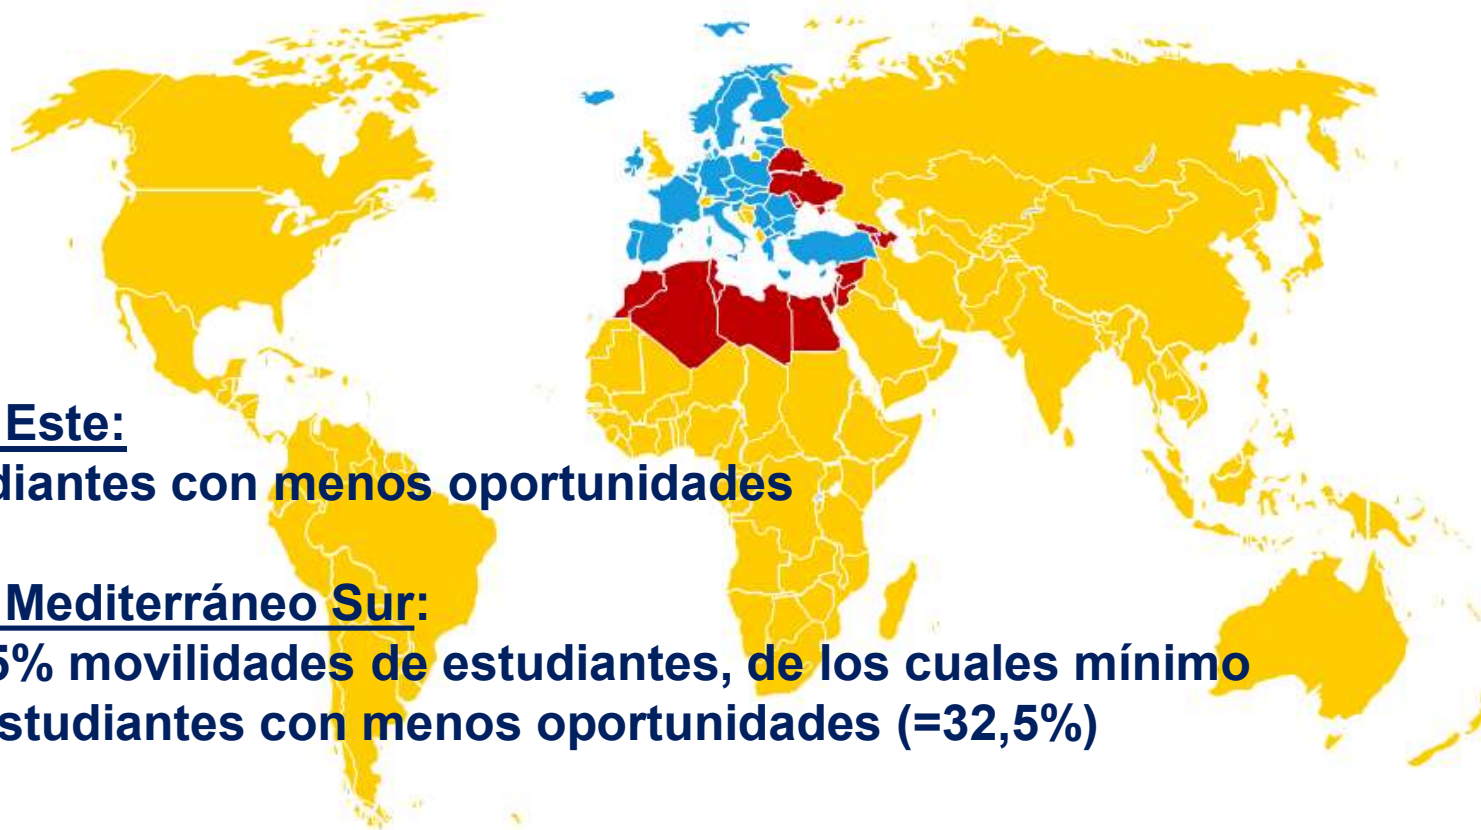 Este:
diantes con menos oportunidades
Mediterráneo Sur:
5% movilidades de estudiantes, de los cuales mínimo
studiantes con menos oportunidades (=32,5%)